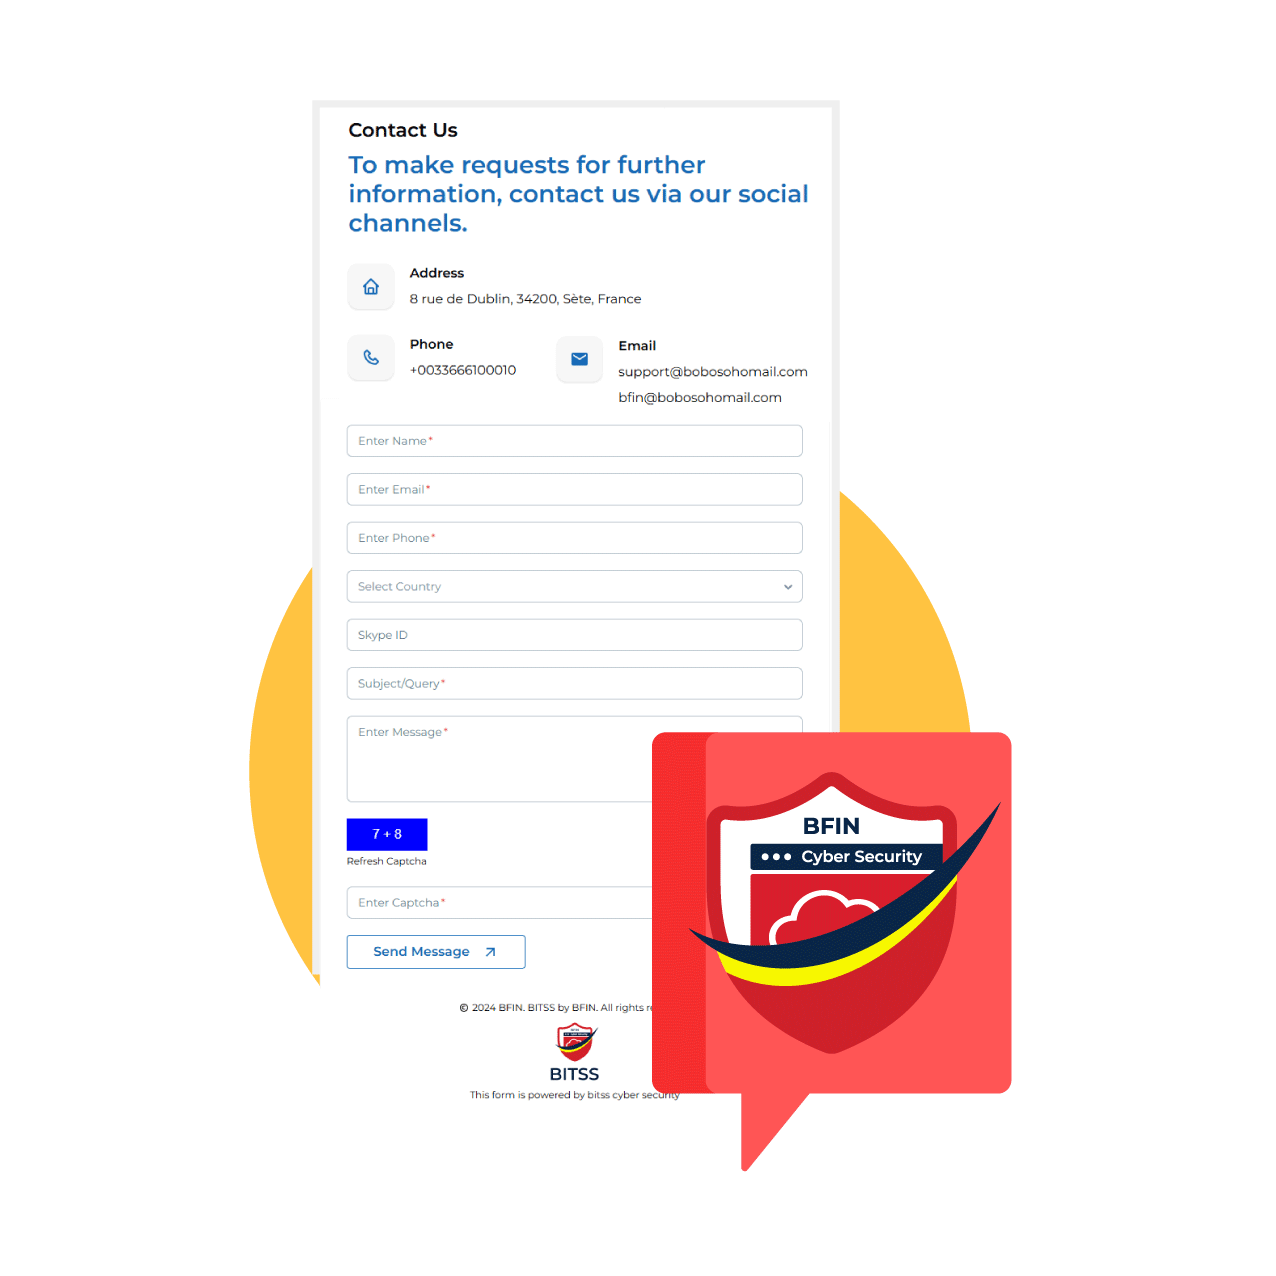 Contact Us
To make requests for further
information, contact us via our social
channels.
Address
8 rue de Dublin, 34200, Sète, France
Phone
+0033666100010
Email
support@bobosohomail.com
bfin@bobosohomail.com
Enter Name*
Enter Email*
Enter Phone*
Select Country
Skype ID
Subject/Query*
Enter Message*
7 + 8
Refresh Captcha
Enter Captcha*
Send Message
BFIN
Cyber Security
© 2024 BFIN. BITSS by BFIN. All rights
BITSS
This form is powered by bitss cyber security